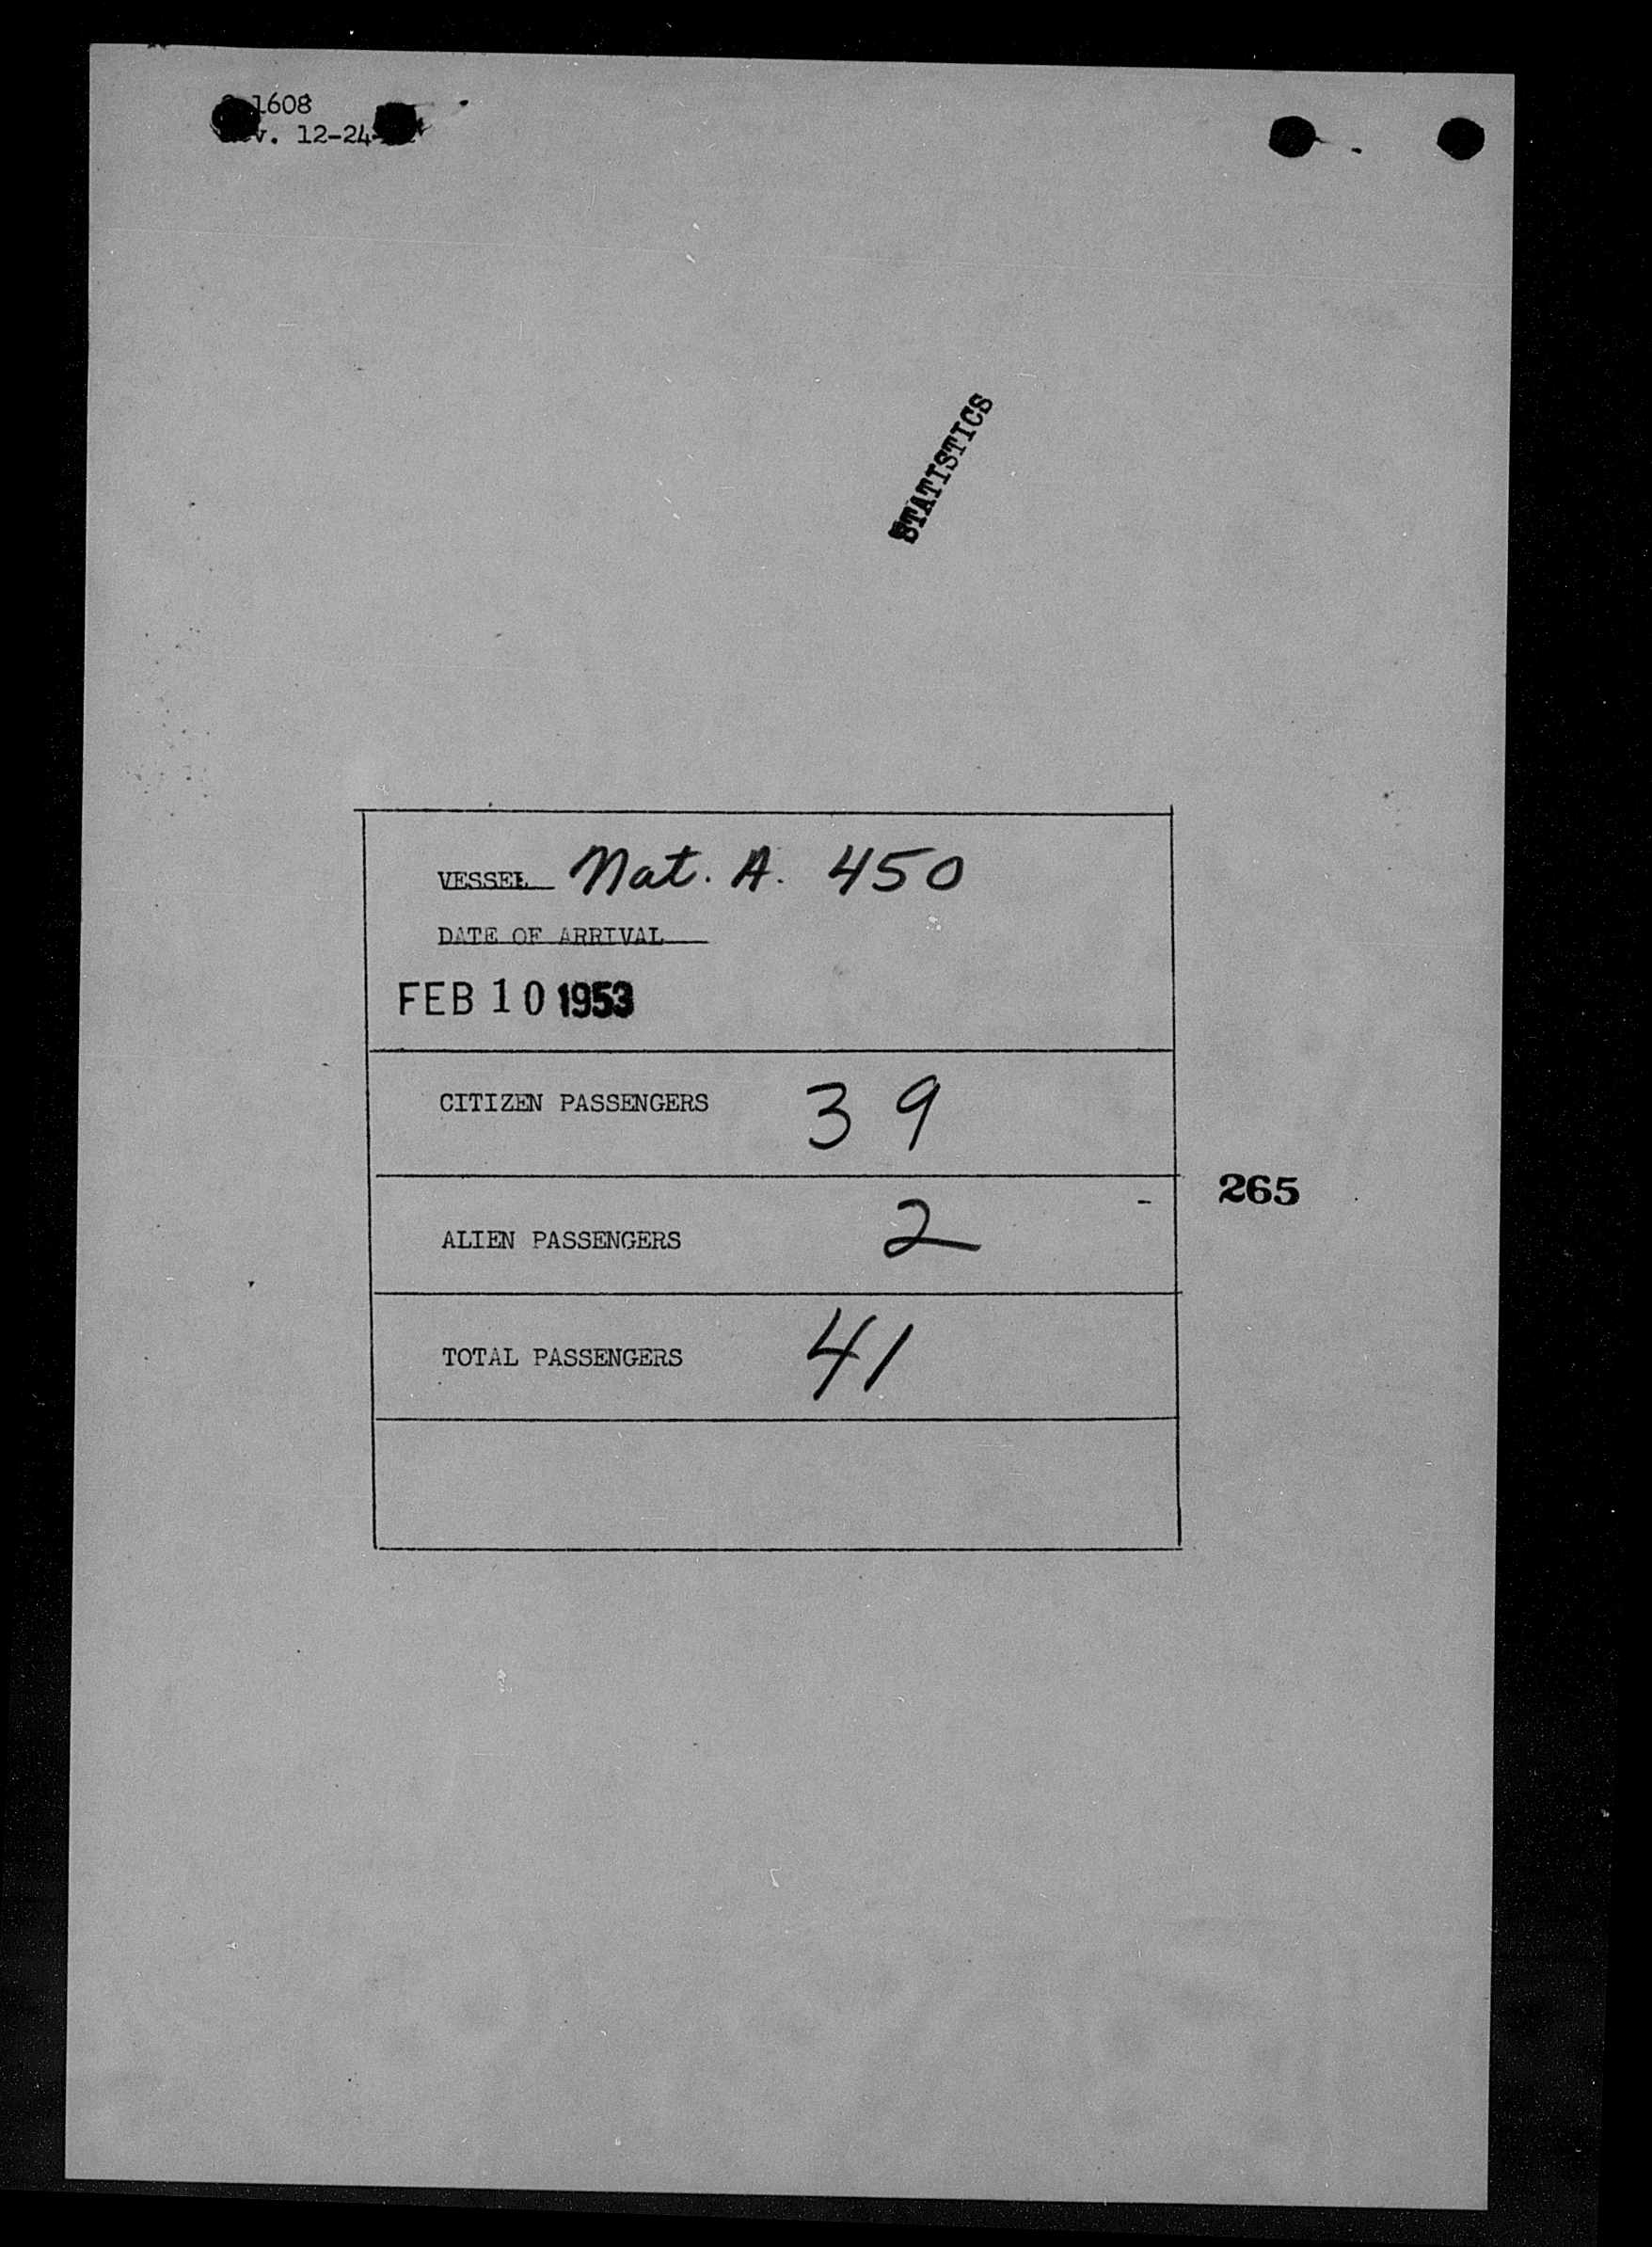 1608
12-24-
STATISTICS
VESSEL Nat. A. 450
DATE OF ARRIVAL
FEB 10 1953
CITIZEN PASSENGERS 39
265
ALIEN PASSENGERS 2
TOTAL PASSENGERS 41